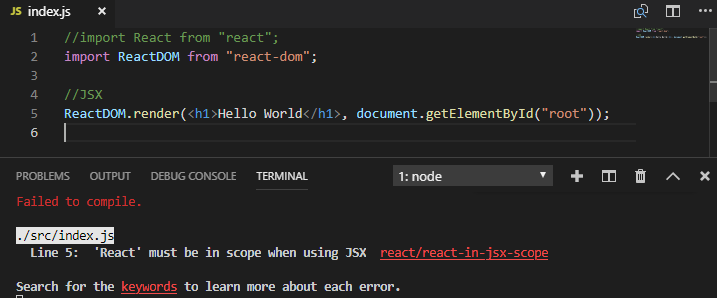 JS index.js ×
1 //import React from "react";
2 import ReactDOM from "react-dom";
3
4 //JSX
5 ReactDOM.render(<h1>Hello World</h1>, document.getElementById("root"));
6
PROBLEMS OUTPUT DEBUG CONSOLE TERMINAL 1: node
Failed to compile.
./src/index.js
Line 5: 'React' must be in scope when using JSX react/react-in-jsx-scope
Search for the keywords to learn more about each error.